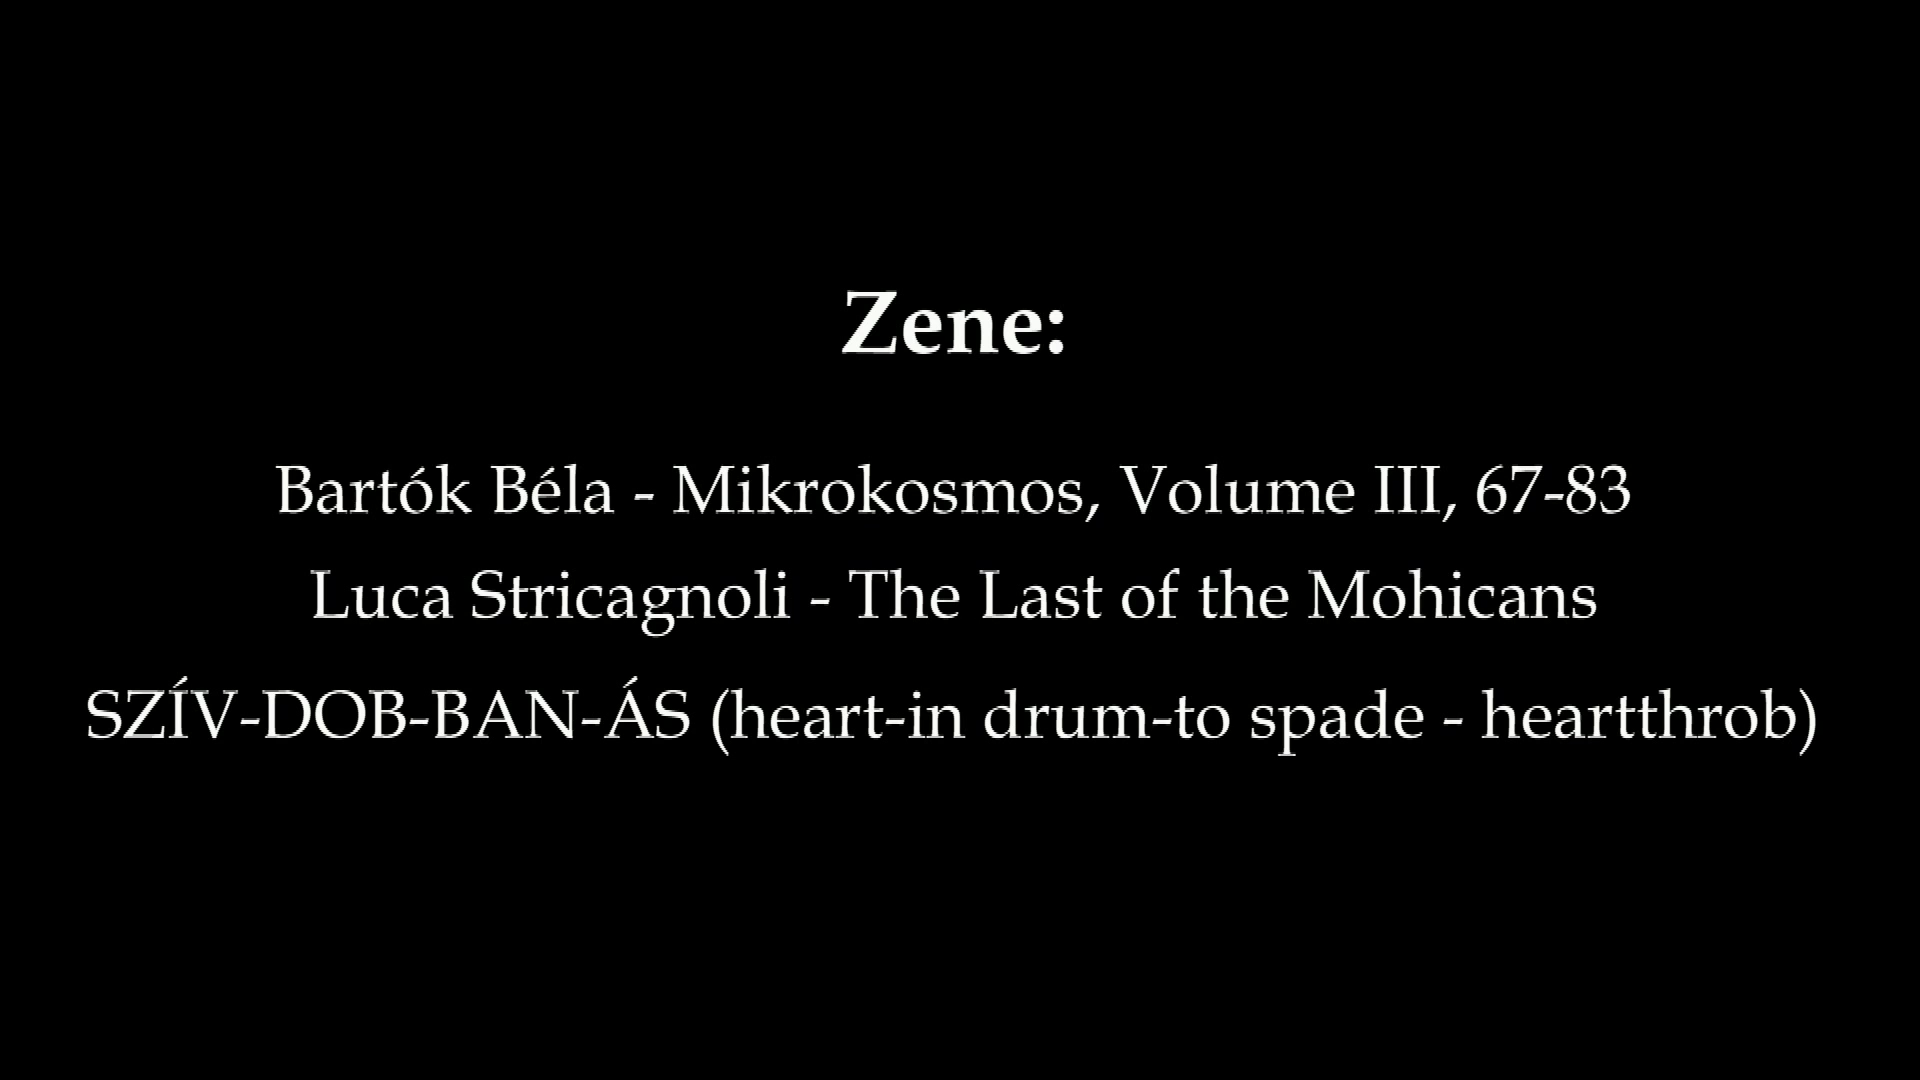 Zene:
Bartók Béla - Mikrokosmos, Volume III, 67-83
Luca Stricagnoli - The Last of the Mohicans
SZÍV-DOB-BAN-ÁS (heart-in drum-to spade - heartthrob)